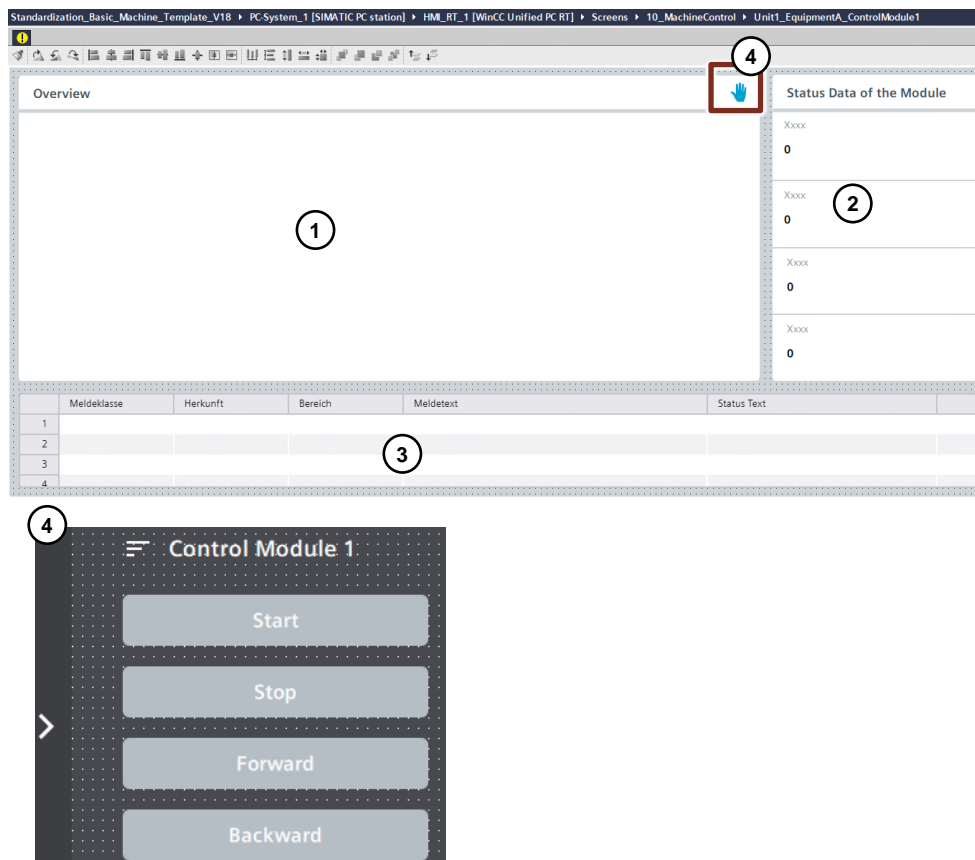 Standardization_Basic_Machine_Template_V18 ▸ PC-System_1 [SIMATIC PC station] ▸ HMI_RT_1 [WinCC Unified PC RT] ▸ Screens ▸ 10_MachineControl ▸ Unit1_EquipmentA_ControlModule1
4
Overview
Status Data of the Module
Xxxx
0
Xxxx
0
2
1
Xxxx
0
Xxxx
0
Meldeklasse Herkunft Bereich Meldetext Status Text
1
2
3
3
4
4
Control Module 1
Start
Stop
Forward
Backward